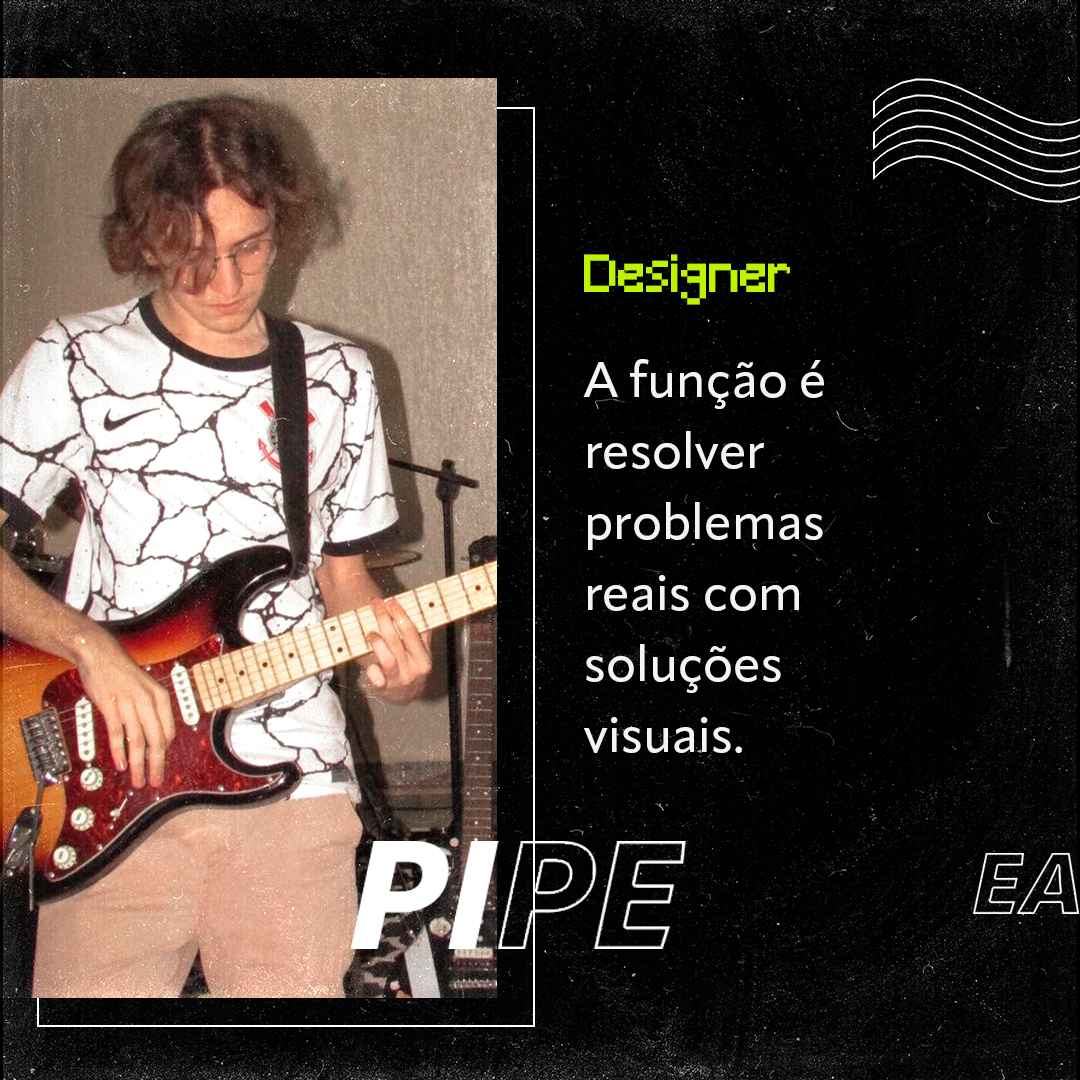 Designer
A função é
resolver
problemas
reais com
soluções
visuais.
PIPE
EA